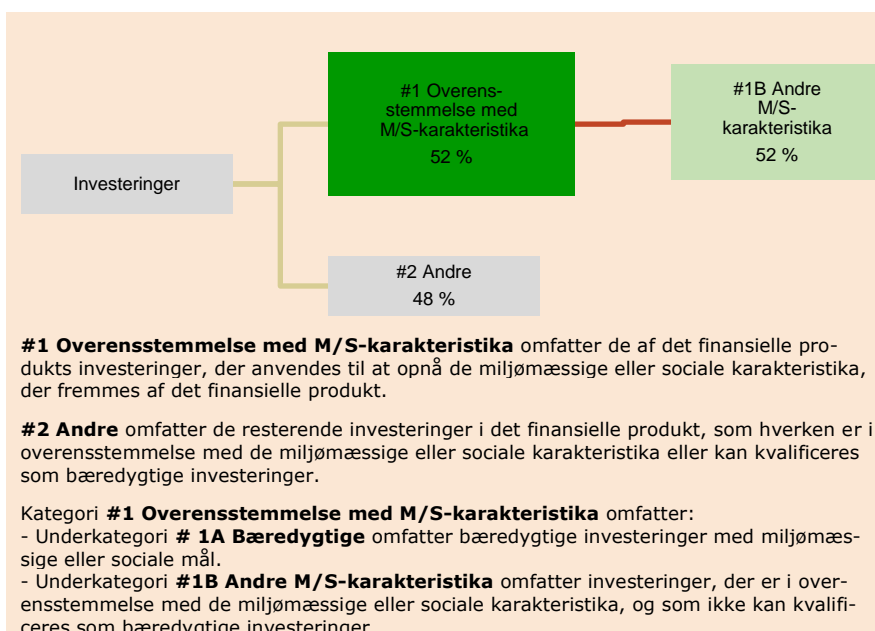 #1 Overens-
stemmelse med
M/S-karakteristika
52 %
#1B Andre
M/S-
karakteristika
52 %
Investeringer
#2 Andre
48 %
#1 Overensstemmelse med M/S-karakteristika omfatter de af det finansielle pro-
dukts investeringer, der anvendes til at opnå de miljømæssige eller sociale karakteristika,
der fremmes af det finansielle produkt.
#2 Andre omfatter de resterende investeringer i det finansielle produkt, som hverken er i
overensstemmelse med de miljømæssige eller sociale karakteristika eller kan kvalificeres
som bæredygtige investeringer.
Kategori #1 Overensstemmelse med M/S-karakteristika omfatter:
- Underkategori # 1A Bæredygtige omfatter bæredygtige investeringer med miljømæs-
sige eller sociale mål.
- Underkategori #1B Andre M/S-karakteristika omfatter investeringer, der er i over-
ensstemmelse med de miljømæssige eller sociale karakteristika, og som ikke kan kvalifi-
ceres som bæredygtige investeringer.